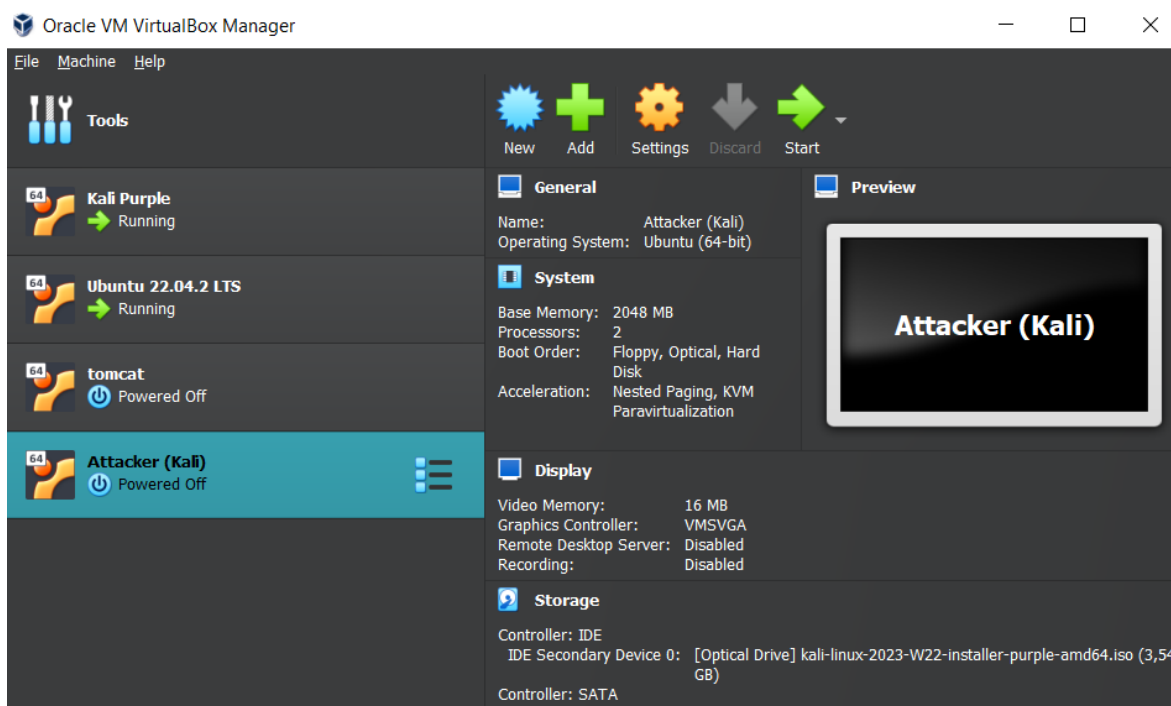 Oracle VM VirtualBox Manager
File Machine Help
Tools
New Add Settings Discard Start
64
Kali Purple
Running
64
Ubuntu 22.04.2 LTS
Running
64
tomcat
Powered Off
64
Attacker (Kali)
Powered Off
General
Name: Attacker (Kali)
Operating System: Ubuntu (64-bit)
Preview
Attacker (Kali)
System
Base Memory: 2048 MB
Processors: 2
Boot Order: Floppy, Optical, Hard
Disk
Acceleration: Nested Paging, KVM
Paravirtualization
Display
Video Memory: 16 MB
Graphics Controller: VMSVGA
Remote Desktop Server: Disabled
Recording: Disabled
Storage
Controller: IDE
IDE Secondary Device 0: [Optical Drive] kali-linux-2023-W22-installer-purple-amd64.iso (3,54
GB)
Controller: SATA